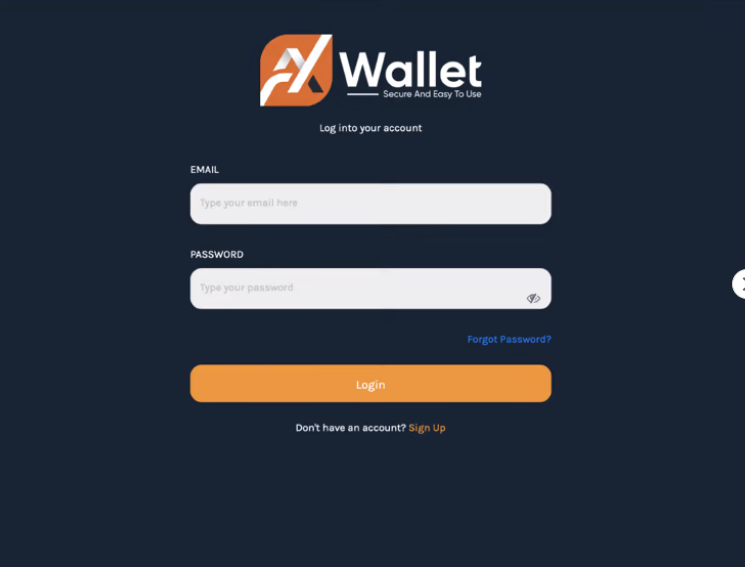 Wallet
Secure And Easy To Use
Log into your account
EMAIL
Type your email here
PASSWORD
Type your password
Forgot Password?
Login
Don't have an account? Sign Up